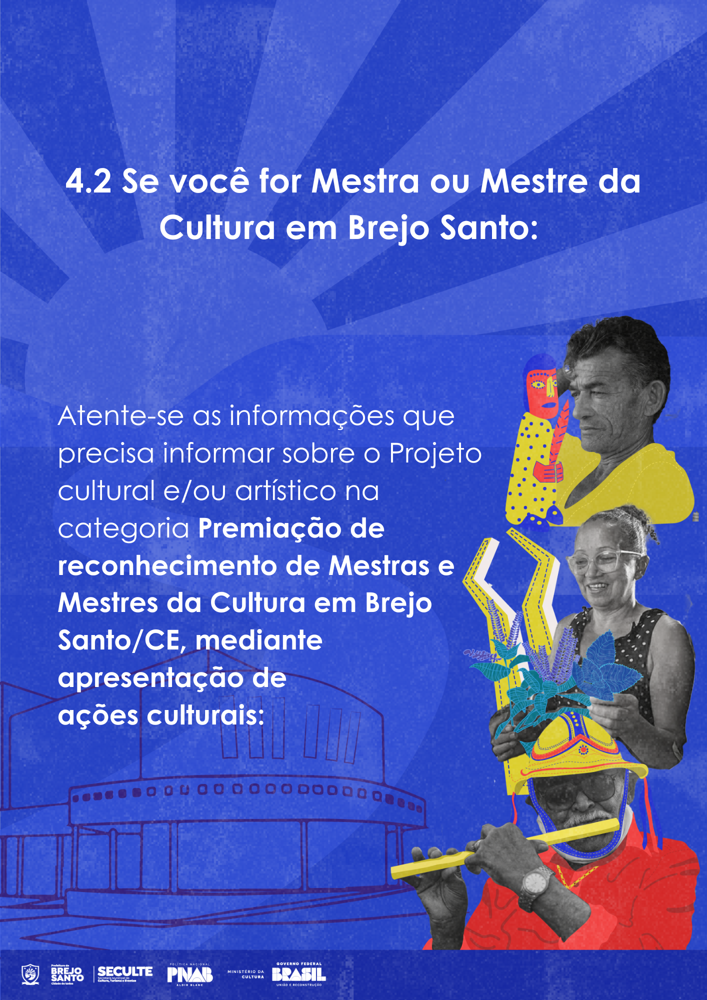 4.2 Se você for Mestra ou Mestre da
Cultura em Brejo Santo:
Atente-se as informações que
precisa informar sobre o Projeto
cultural e/ou artístico na
categoria Premiação de
reconhecimento de Mestras e
Mestres da Cultura em Brejo
Santo/CE, mediante
apresentação de
ações culturais:
Prefeitura de
BREJO
SANTO
Cidade de todos
SECULTE
Secretaria Municipal de
Cultura, Turismo e Eventos
POLÍTICA NACIONAL
PNAB
ALDIR BLANC
MINISTÉRIO DA
CULTURA
GOVERNO FEDERAL
BRASIL
UNIÃO E RECONSTRUÇÃO